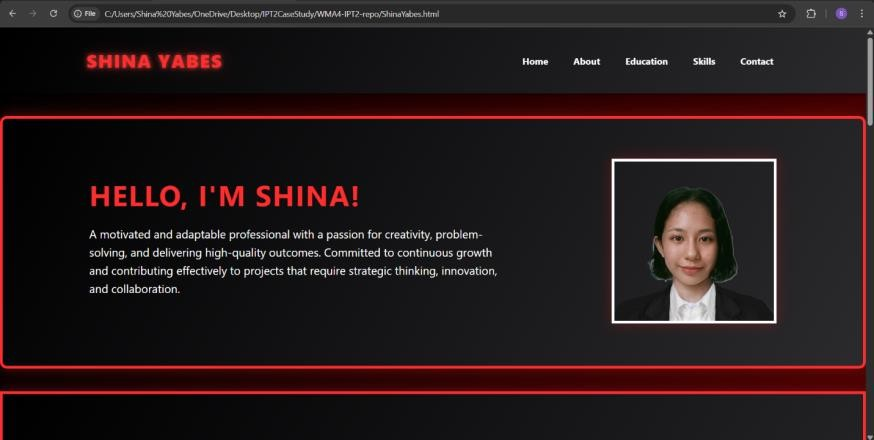 File
C:/Users/Shina%20Yabes/OneDrive/Desktop/IPT2CaseStudy/WMA4-IPT2-repo/ShinaYabes.html
S
SHINA YABES
Home About Education Skills Contact
HELLO, I'M SHINA!
A motivated and adaptable professional with a passion for creativity, problem-
solving, and delivering high-quality outcomes. Committed to continuous growth
and contributing effectively to projects that require strategic thinking, innovation,
and collaboration.